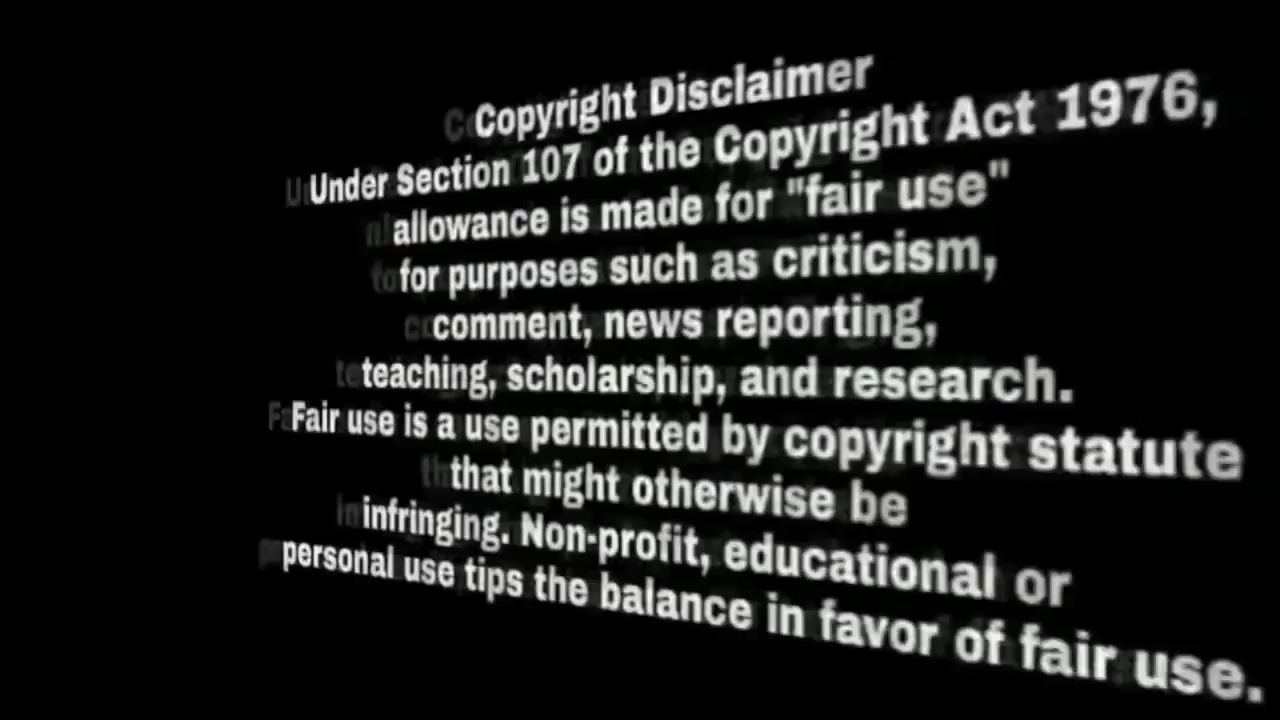 Copyright Disclaimer
Under Section 107 of the Copyright Act 1976,
allowance is made for "fair use"
for purposes such as criticism,
comment, news reporting,
teaching, scholarship, and research.
Fair use is a use permitted by copyright statute
that might otherwise be
infringing. Non-profit, educational or
personal use tips the balance in favor of fair use.